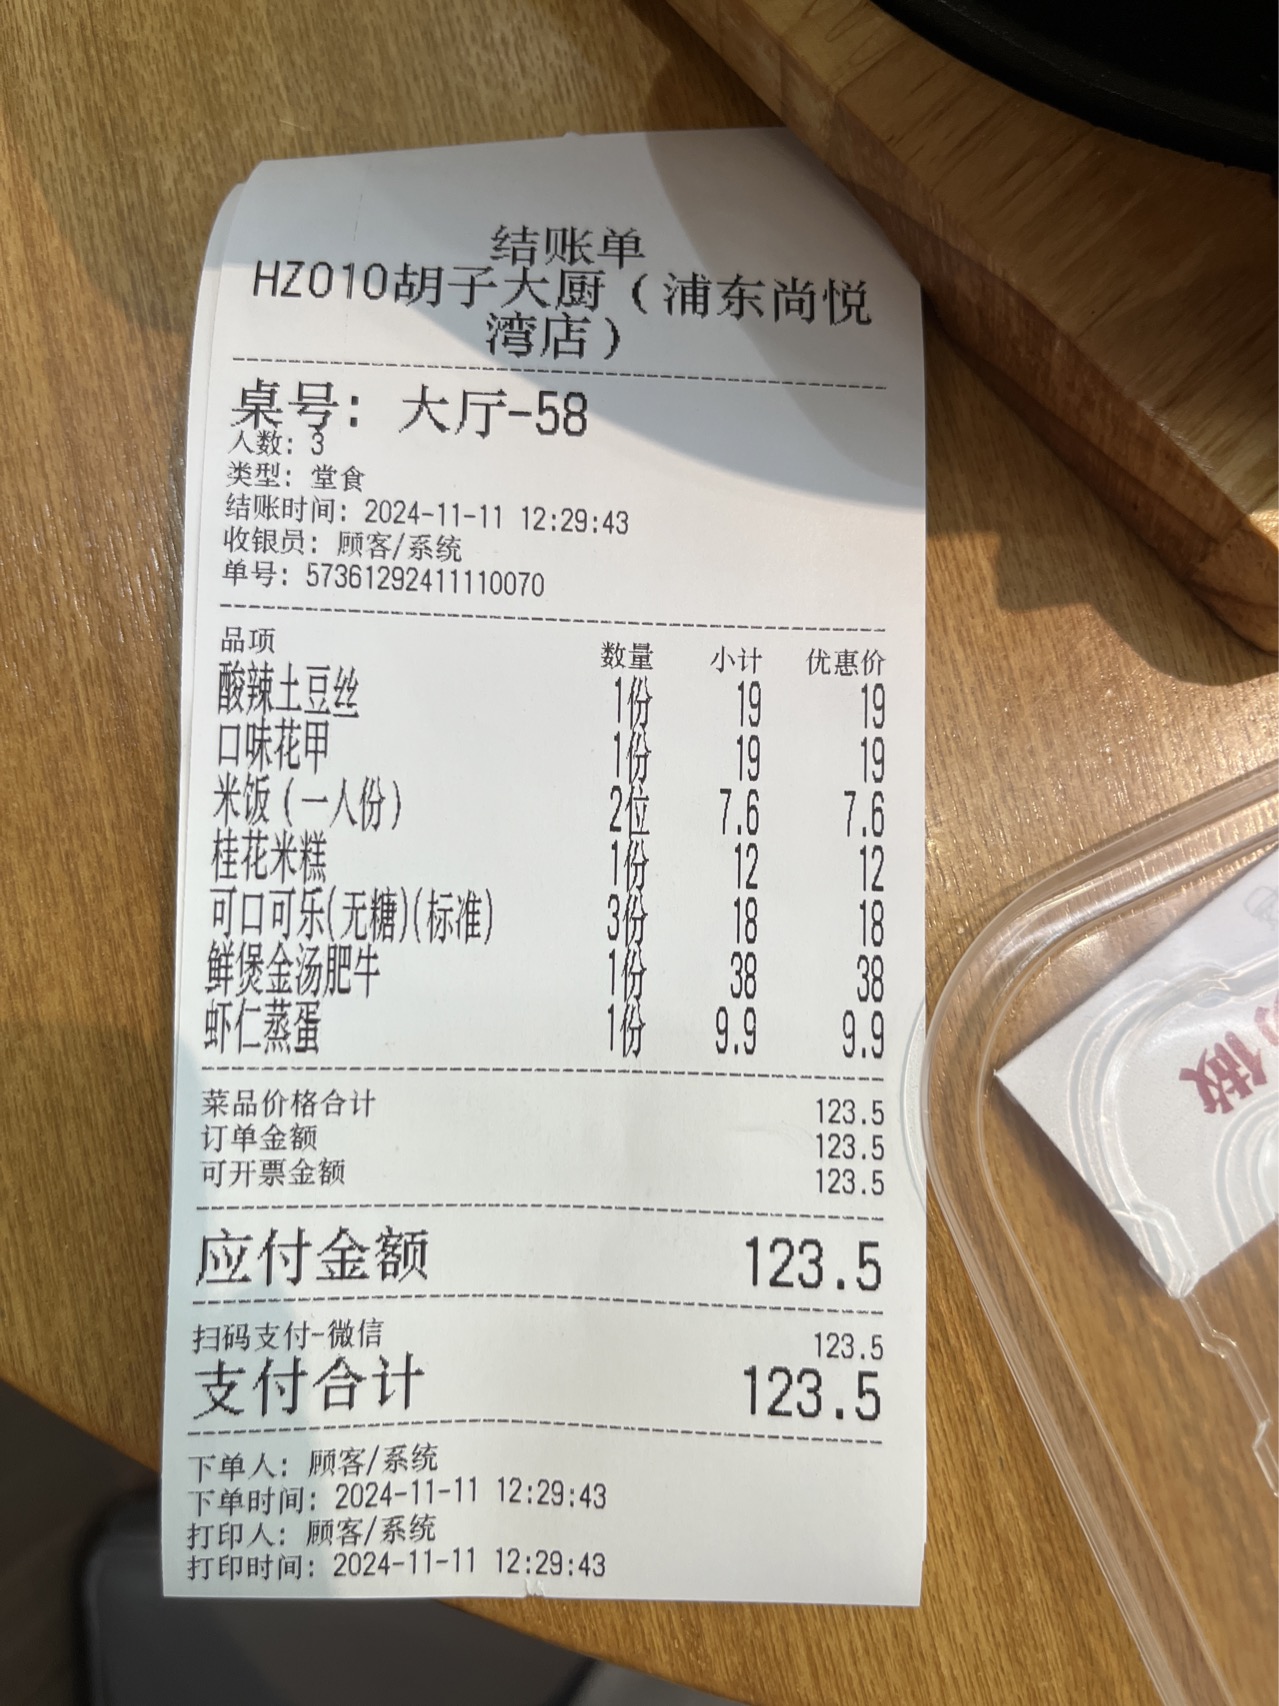 结账单
HZ010胡子大厨(浦东尚悦
湾店)
桌号: 大厅-58
人数: 3
类型: 堂食
结账时间: 2024-11-11 12:29:43
收银员: 顾客/系统
单号: 573612924111110070
品项 数量 小计 优惠价
酸辣土豆丝 1份 19 19
口味花甲 1份 19 19
米饭(一人份) 2位 7.6 7.6
桂花米糕 1份 12 12
可口可乐(无糖)(标准) 3份 18 18
鲜煲金汤肥牛 1份 38 38
虾仁蒸蛋 1份 9.9 9.9
菜品价格合计 123.5
订单金额 123.5
可开票金额 123.5
应付金额 123.5
扫码支付-微信 123.5
支付合计 123.5
下单人: 顾客/系统
下单时间: 2024-11-11 12:29:43
打印人: 顾客/系统
打印时间: 2024-11-11 12:29:43